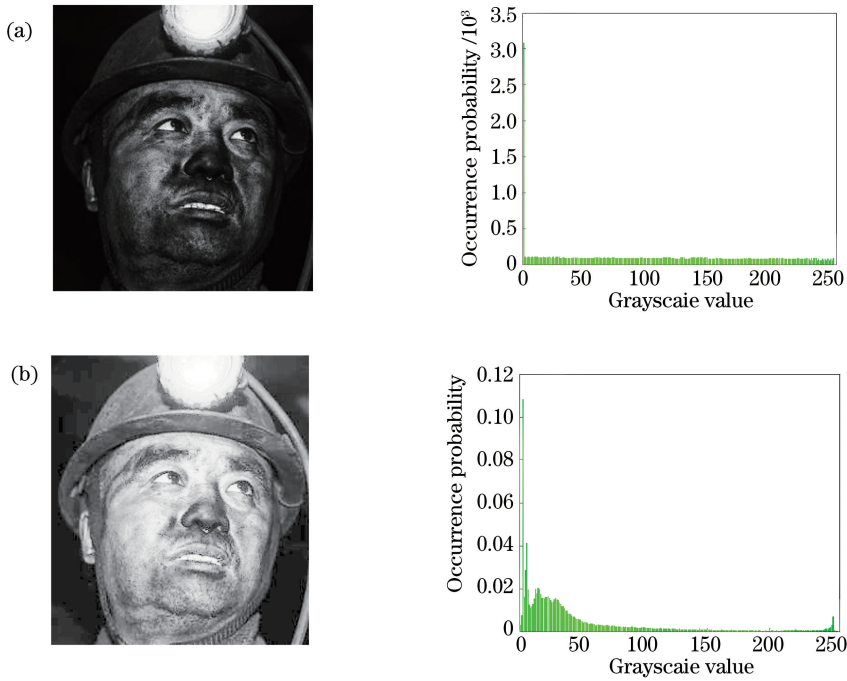 (a)
Occurrence probability /10³
3.5
3.0
2.5
2.0
1.5
1.0
0.5
0
0 50 100 150 200 250
Grayscaie value
(b)
Occurrence probability
0.12
0.10
0.08
0.06
0.04
0.02
0
0 50 100 150 200 250
Grayscaie value